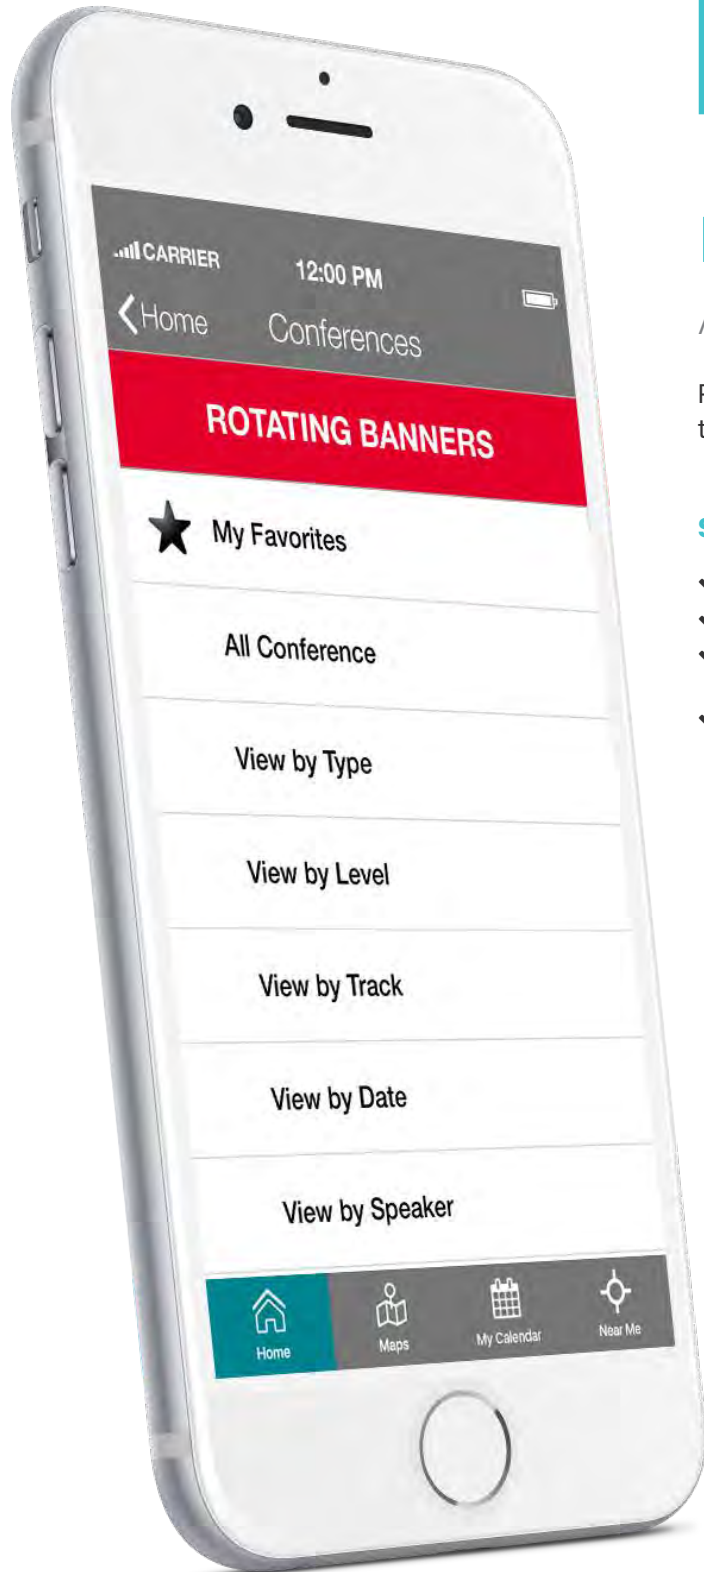 CARRIER
12:00 PM
Home
Conferences
ROTATING BANNERS
My Favorites
All Conference
View by Type
View by Level
View by Track
View by Date
View by Speaker
Home
Maps
My Calendar
Near Me